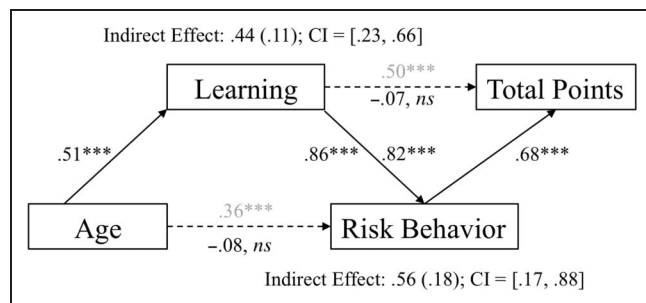 Indirect Effect: .44 (.11); CI = [.23, .66]
.50***
Learning
Total Points
–.07, ns
.51***
.86***
.82***
.68***
.36***
Age
Risk Behavior
–.08, ns
Indirect Effect: .56 (.18); CI = [.17, .88]